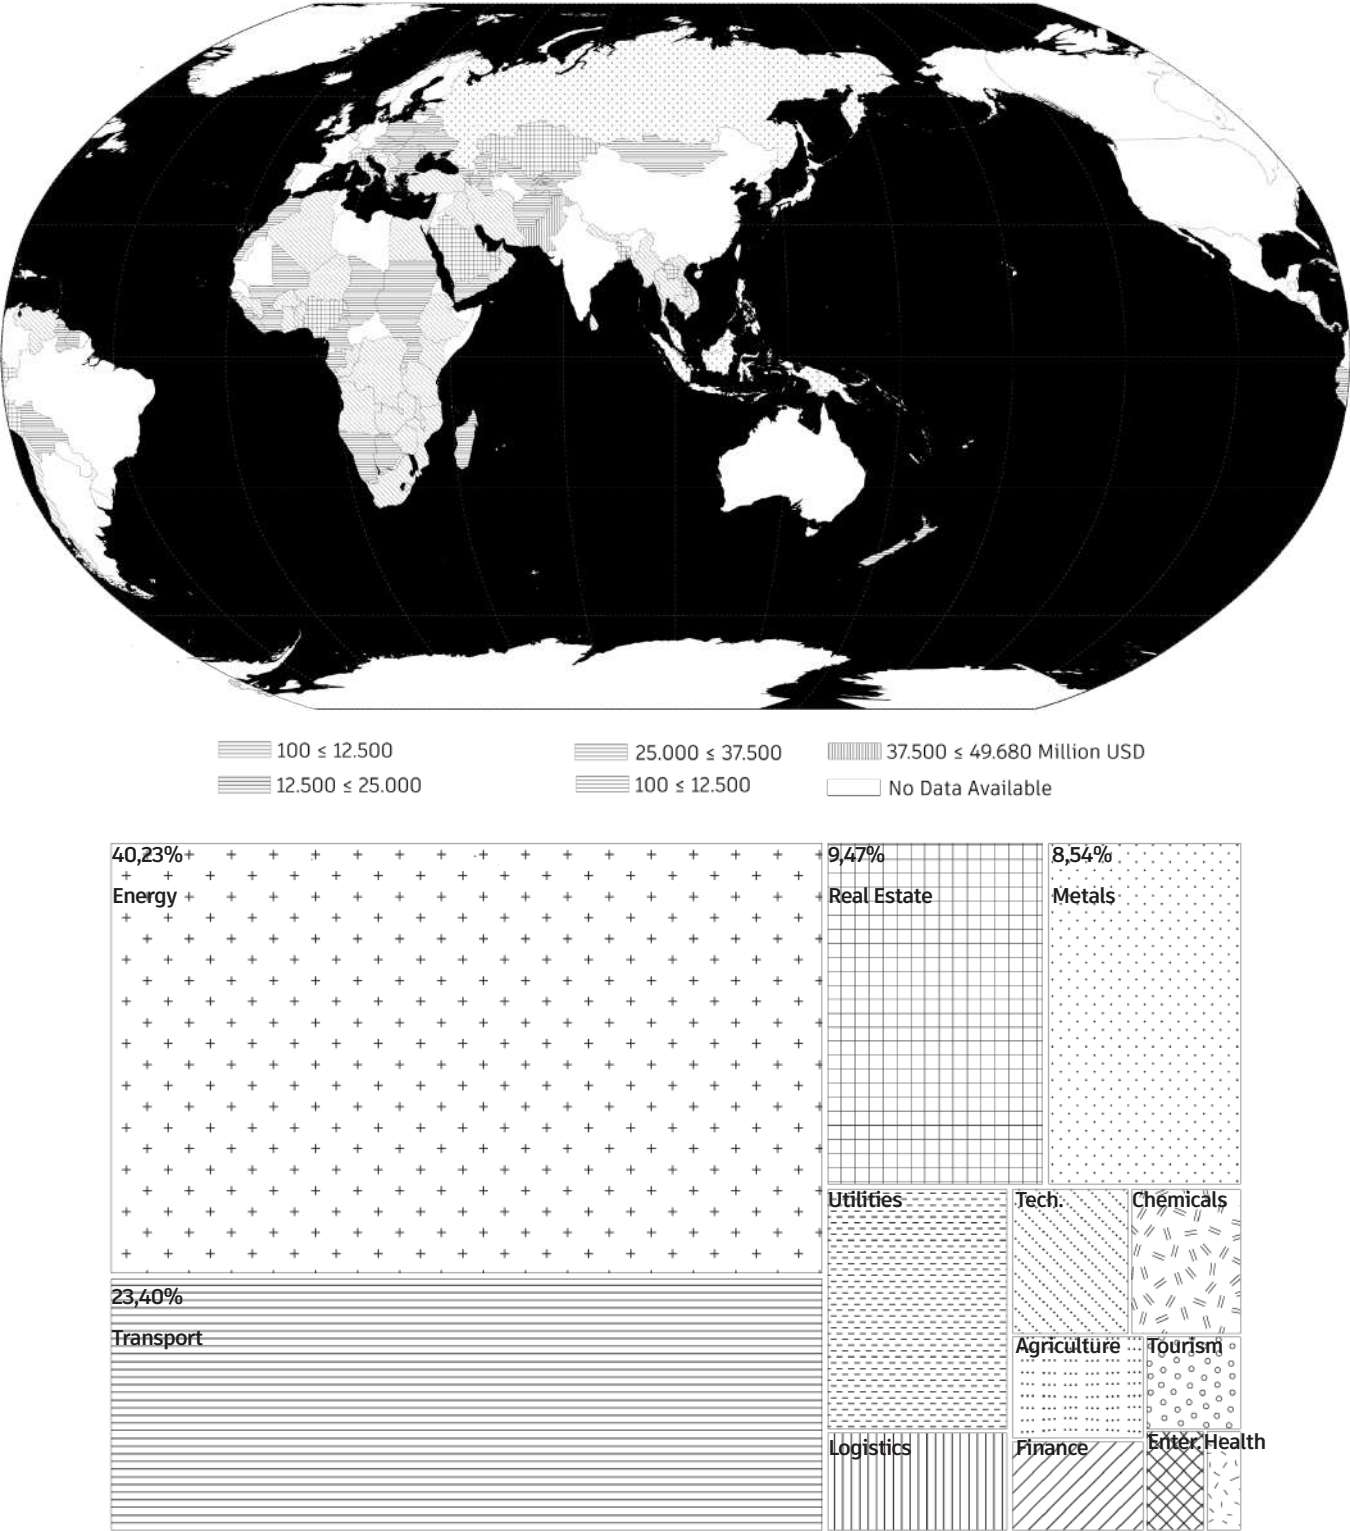 100 ≤ 12.500
25.000 ≤ 37.500
37.500 ≤ 49.680 Million USD
12.500 ≤ 25.000
100 ≤ 12.500
No Data Available
40,23%
Energy
9,47%
Real Estate
8,54%
Metals
Utilities
Tech.
Chemicals
23,40%
Transport
Agriculture
Tourism
Logistics
Finance
Enter.
Health